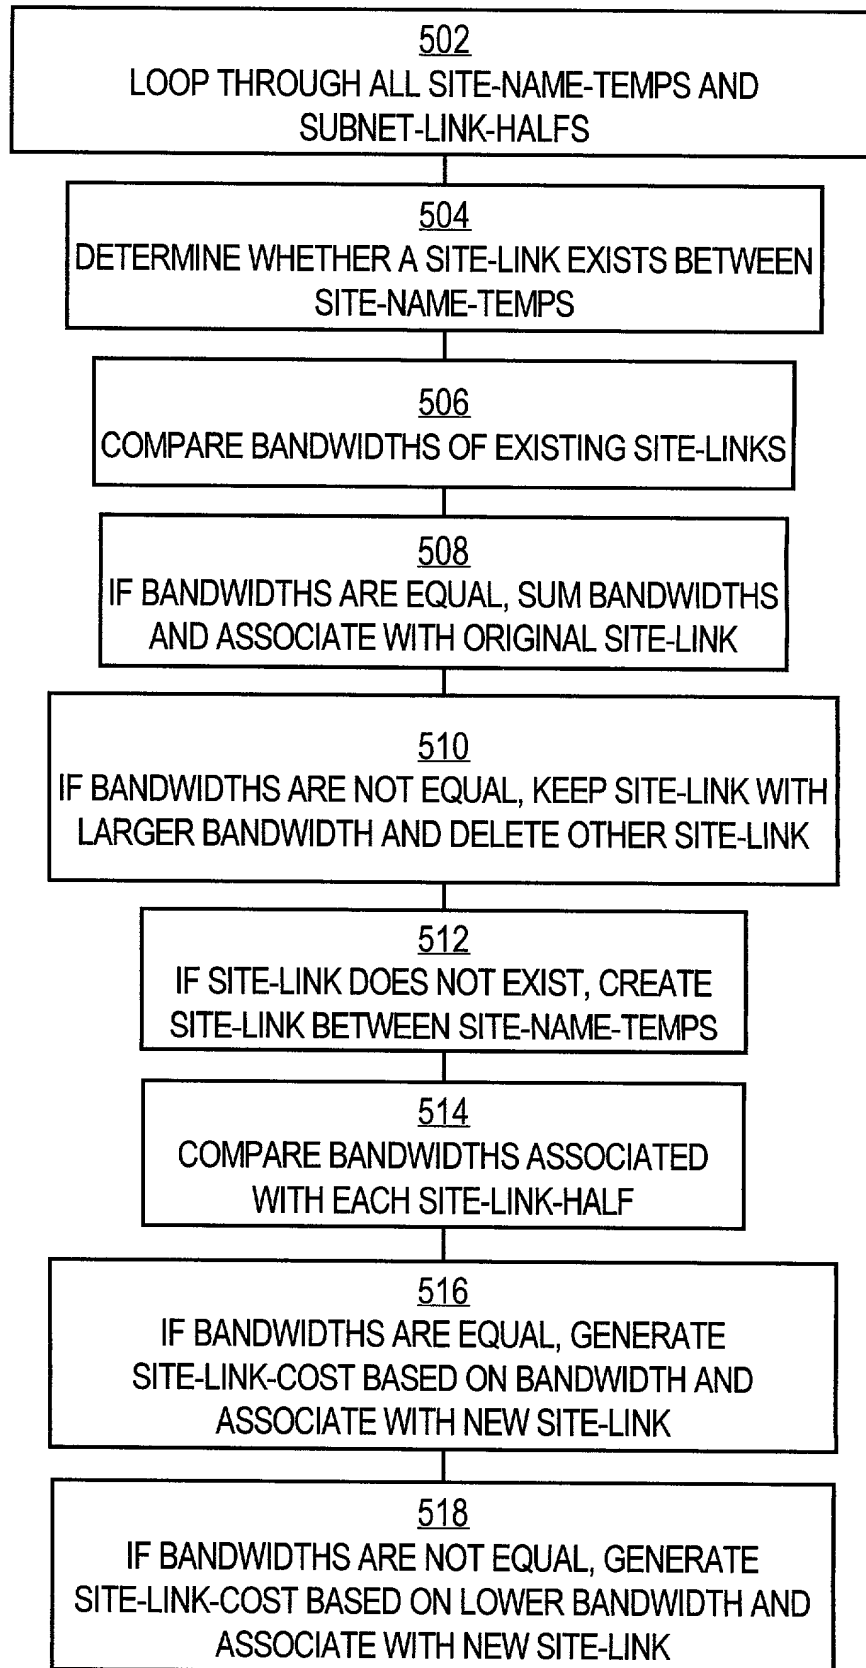 502
LOOP THROUGH ALL SITE-NAME-TEMPS AND
SUBNET-LINK-HALFS
504
DETERMINE WHETHER A SITE-LINK EXISTS BETWEEN
SITE-NAME-TEMPS
506
COMPARE BANDWIDTHS OF EXISTING SITE-LINKS
508
IF BANDWIDTHS ARE EQUAL, SUM BANDWIDTHS
AND ASSOCIATE WITH ORIGINAL SITE-LINK
510
IF BANDWIDTHS ARE NOT EQUAL, KEEP SITE-LINK WITH
LARGER BANDWIDTH AND DELETE OTHER SITE-LINK
512
IF SITE-LINK DOES NOT EXIST, CREATE
SITE-LINK BETWEEN SITE-NAME-TEMPS
514
COMPARE BANDWIDTHS ASSOCIATED
WITH EACH SITE-LINK-HALF
516
IF BANDWIDTHS ARE EQUAL, GENERATE
SITE-LINK-COST BASED ON BANDWIDTH AND
ASSOCIATE WITH NEW SITE-LINK
518
IF BANDWIDTHS ARE NOT EQUAL, GENERATE
SITE-LINK-COST BASED ON LOWER BANDWIDTH AND
ASSOCIATE WITH NEW SITE-LINK